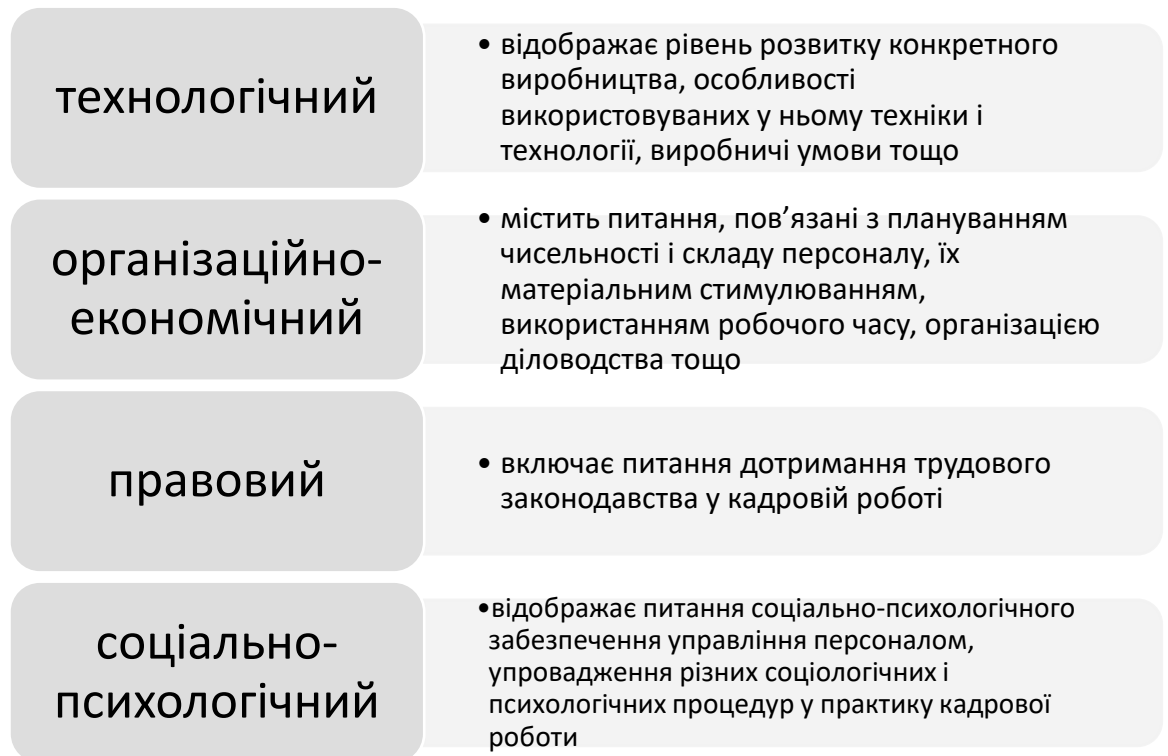 технологічний
• відображає рівень розвитку конкретного
виробництва, особливості
використовуваних у ньому техніки і
технології, виробничі умови тощо
організаційно-
економічний
• містить питання, пов’язані з плануванням
чисельності і складу персоналу, їх
матеріальним стимулюванням,
використанням робочого часу, організацією
діловодства тощо
правовий
• включає питання дотримання трудового
законодавства у кадровій роботі
соціально-
психологічний
•відображає питання соціально-психологічного
забезпечення управління персоналом,
упровадження різних соціологічних і
психологічних процедур у практику кадрової
роботи